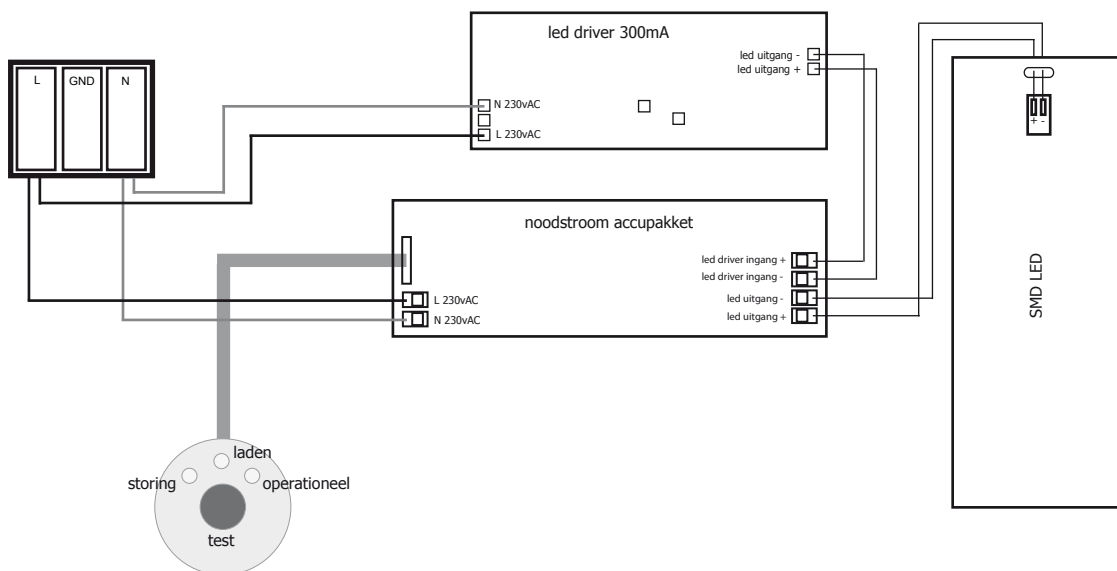 led driver 300mA
led uitgang -
led uitgang +
L GND N
N 230vAC
L 230vAC
+ -
noodstroom accupakket
led driver ingang +
led driver ingang -
led uitgang -
led uitgang +
L 230vAC
N 230vAC
SMD LED
laden
storing
operationeel
test